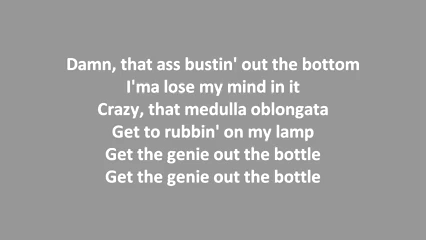 Damn, that ass bustin' out the bottom
I'ma lose my mind in it
Crazy, that medulla oblongata
Get to rubbin' on my lamp
Get the genie out the bottle
Get the genie out the bottle